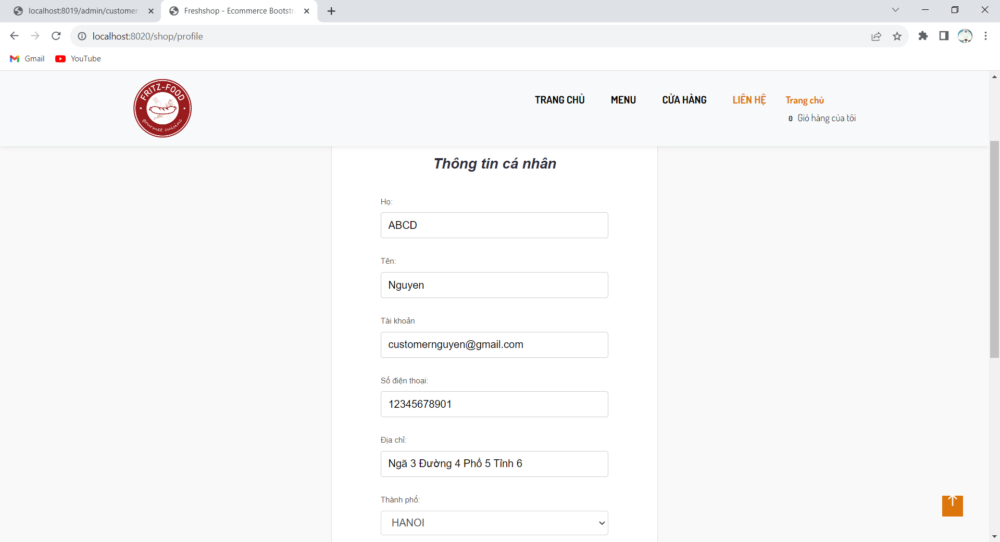 localhost:8019/admin/customer-
Freshshop - Ecommerce Bootstr
localhost:8020/shop/profile
Gmail
YouTube
FRITZ-FOOD
gourmet cuisine
TRANG CHỦ
MENU
CỬA HÀNG
LIÊN HỆ
Trang chủ
0 Giỏ hàng của tôi
Thông tin cá nhân
Họ:
ABCD
Tên:
Nguyen
Tài khoản
customernguyen@gmail.com
Số điện thoại:
12345678901
Địa chỉ:
Ngã 3 Đường 4 Phố 5 Tỉnh 6
Thành phố:
HANOI